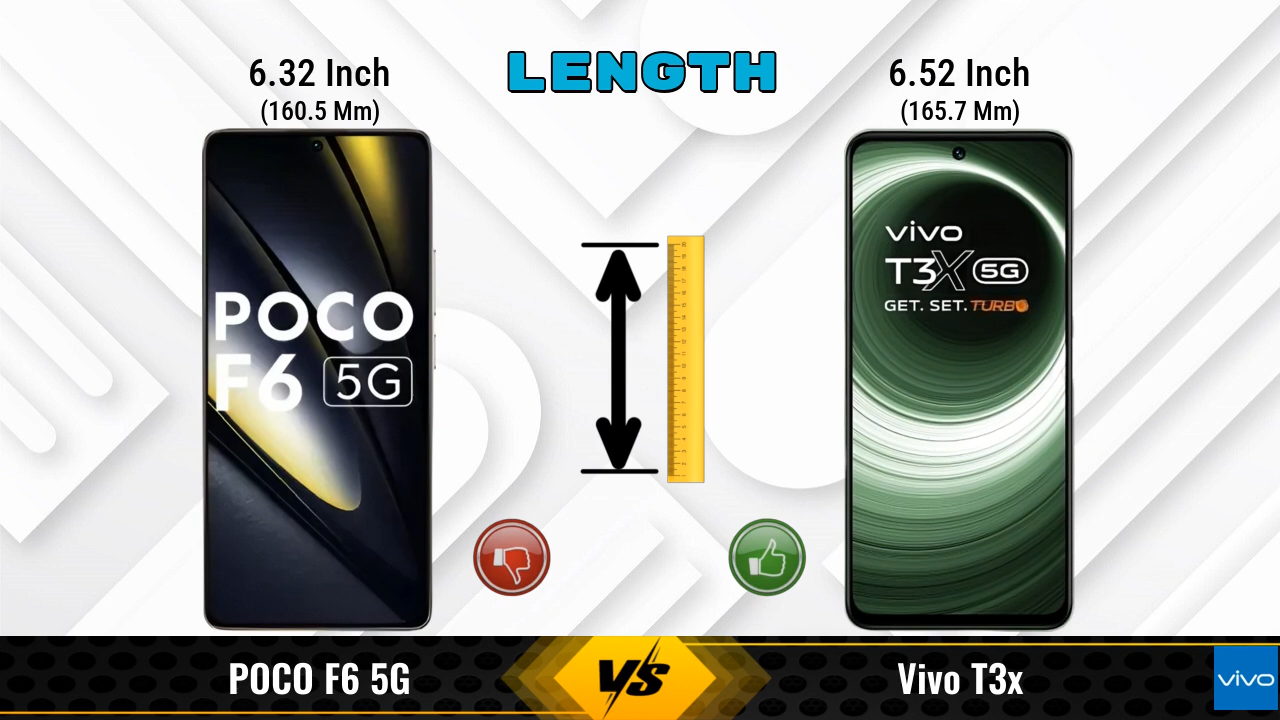 LENGTH
6.32 Inch
(160.5 Mm)
6.52 Inch
(165.7 Mm)
POCO
F6 5G
vivo
T3X 5G
GET. SET. TURBO
POCO F6 5G
VS
Vivo T3x
vivo